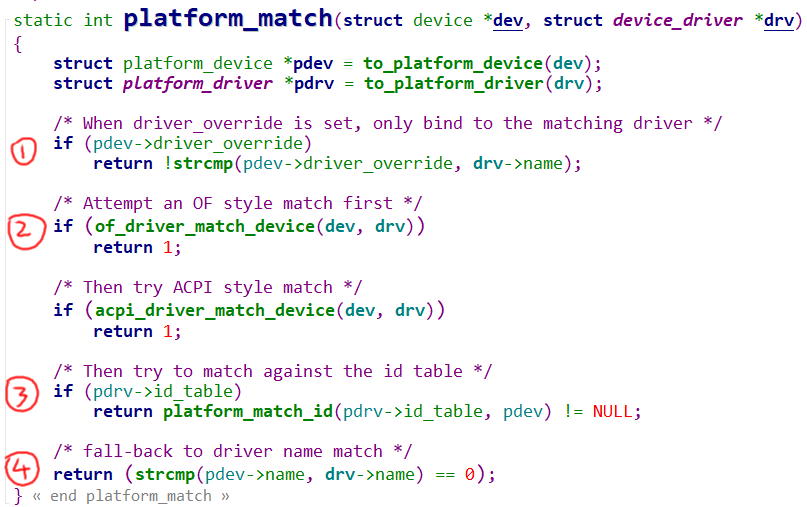 static int platform_match(struct device *dev, struct device_driver *drv)
{
    struct platform_device *pdev = to_platform_device(dev);
    struct platform_driver *pdrv = to_platform_driver(drv);
    /* When driver_override is set, only bind to the matching driver */
① if (pdev->driver_override)
        return !strcmp(pdev->driver_override, drv->name);
    /* Attempt an OF style match first */
② if (of_driver_match_device(dev, drv))
        return 1;
    /* Then try ACPI style match */
    if (acpi_driver_match_device(dev, drv))
        return 1;
    /* Then try to match against the id table */
③ if (pdrv->id_table)
        return platform_match_id(pdrv->id_table, pdev) != NULL;
    /* fall-back to driver name match */
④ return (strcmp(pdev->name, drv->name) == 0);
} « end platform_match »